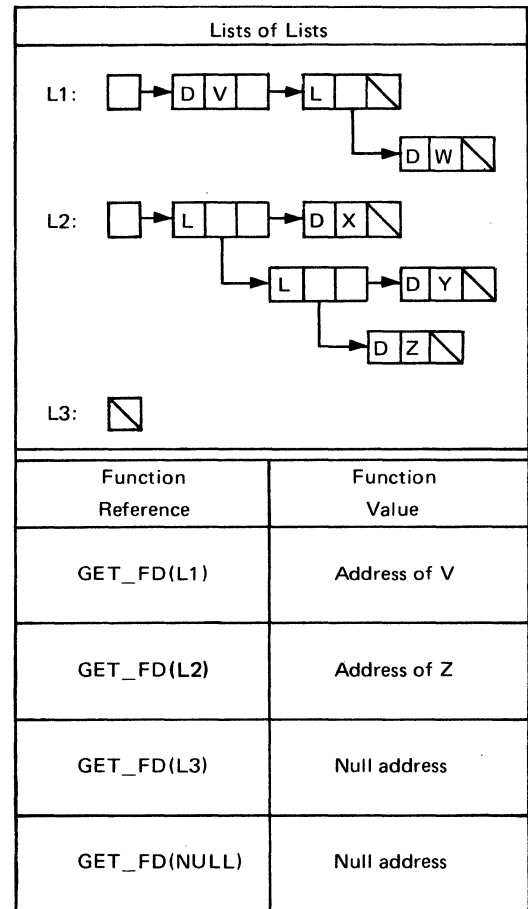 Lists of Lists
L1: D V L
D W
L2: L D X
L D Y
D Z
L3:
Function Reference Function Value
GET_FD(L1) Address of V
GET_FD(L2) Address of Z
GET_FD(L3) Null address
GET_FD(NULL) Null address